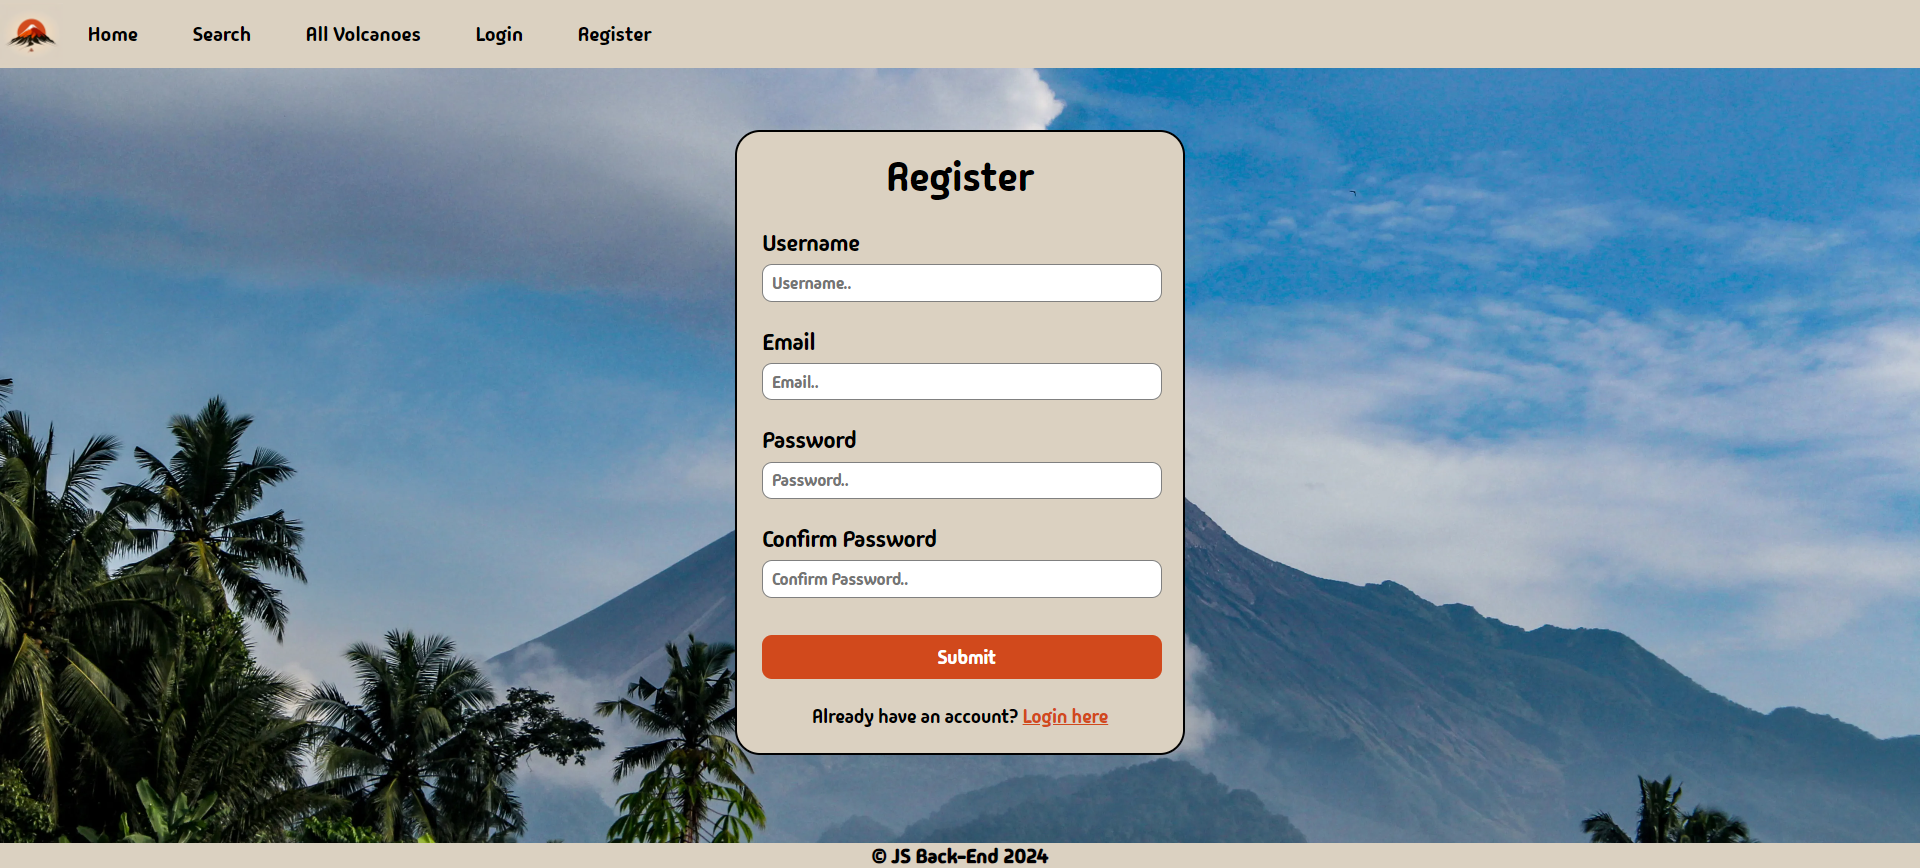 Home Search All Volcanoes Login Register
Register
Username
Username..
Email
Email..
Password
Password..
Confirm Password
Confirm Password..
Submit
Already have an account? Login here
© JS Back-End 2024